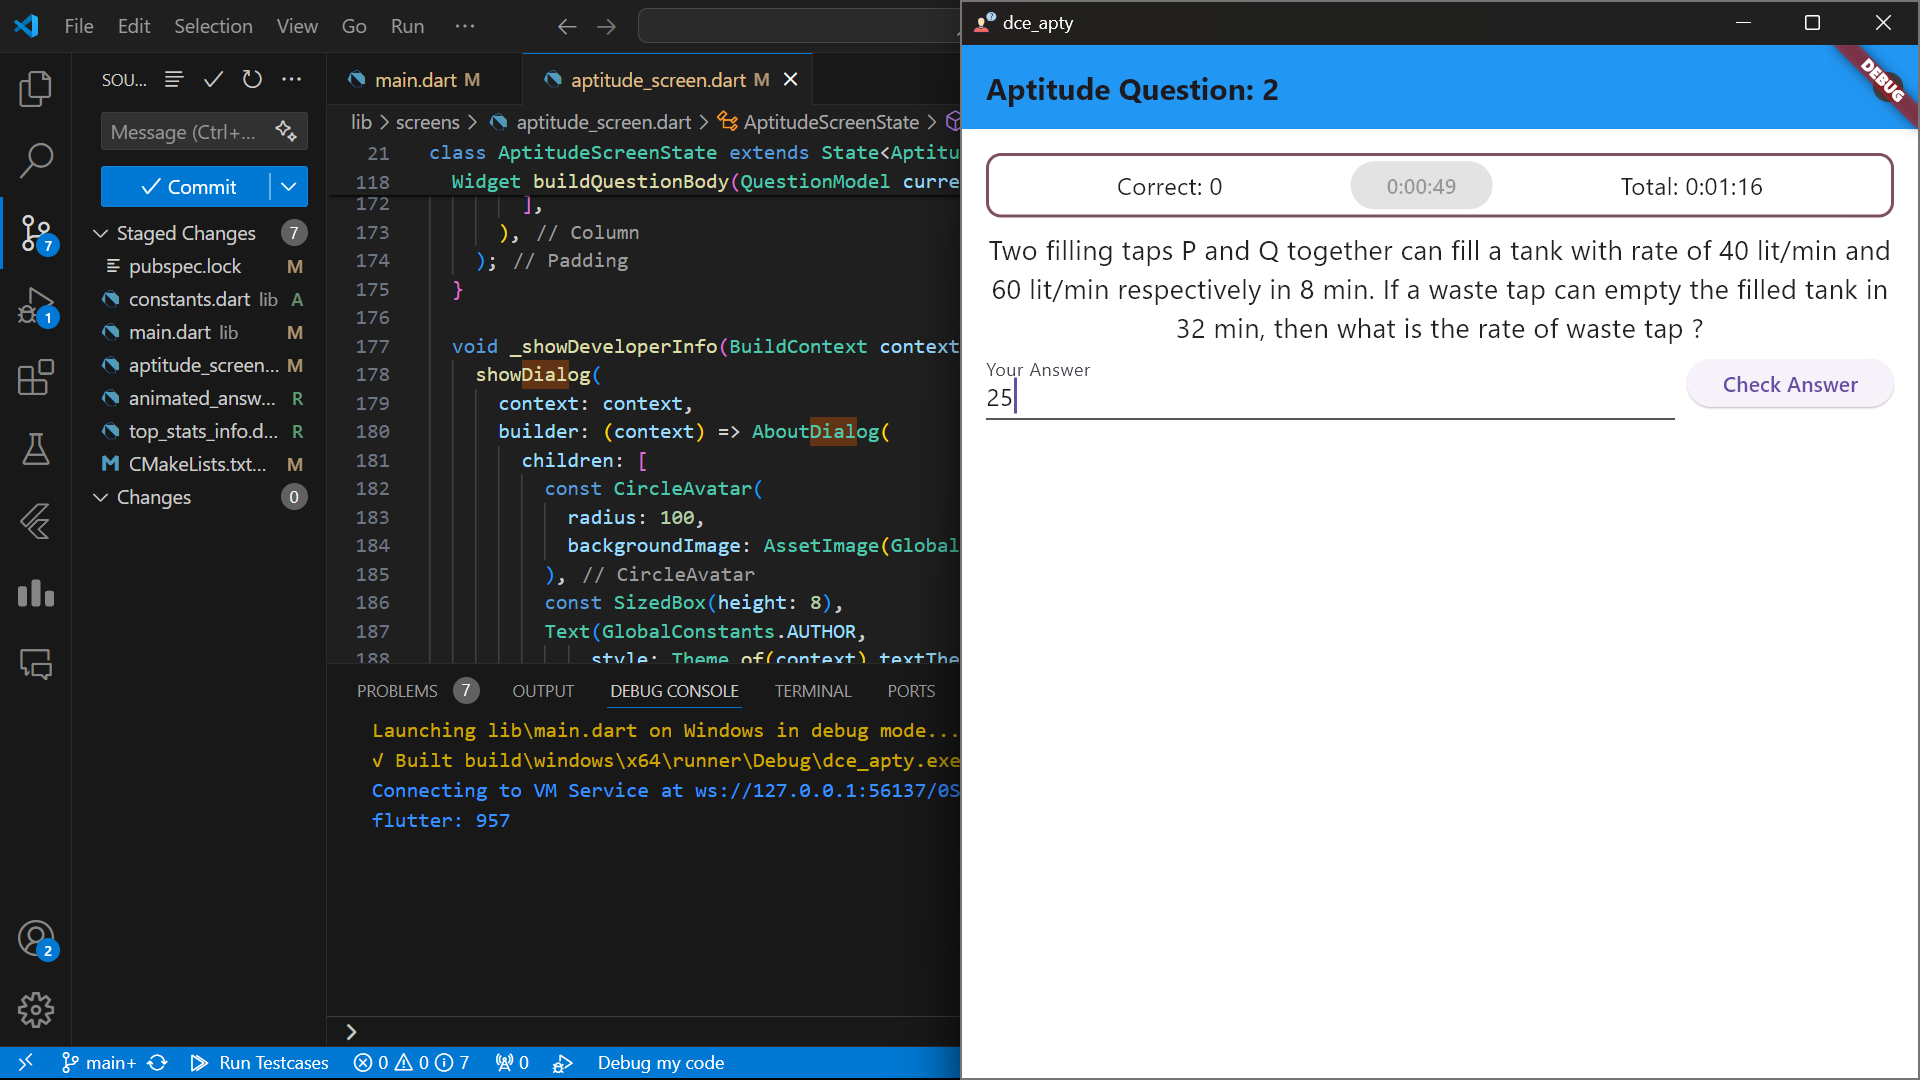 File Edit Selection View Go Run ···
SOU...
Message (Ctrl+...
Commit
Staged Changes 7
pubspec.lock M
constants.dart lib A
main.dart lib M
aptitude_screen... M
animated_answ... R
top_stats_info.d... R
CMakeLists.txt... M
Changes 0
7
1
2
main.dart M
aptitude_screen.dart M
lib > screens > aptitude_screen.dart > AptitudeScreenState >
21 class AptitudeScreenState extends State<Aptitu
118 Widget buildQuestionBody(QuestionModel curre
172 ],
173 ), // Column
174 ); // Padding
175 }
176
177 void _showDeveloperInfo(BuildContext context
178 showDialog(
179 context: context,
180 builder: (context) => AboutDialog(
181 children: [
182 const CircleAvatar(
183 radius: 100,
184 backgroundImage: AssetImage(Global
185 ), // CircleAvatar
186 const SizedBox(height: 8),
187 Text(GlobalConstants.AUTHOR,
188 style: Theme.of(context).textThe
PROBLEMS 7 OUTPUT DEBUG CONSOLE TERMINAL PORTS
Launching lib\main.dart on Windows in debug mode...
√ Built build\windows\x64\runner\Debug\dce_apty.exe
Connecting to VM Service at ws://127.0.0.1:56137/0S
flutter: 957
>
main+ Run Testcases 0 0 7 0 Debug my code
dce_apty
Aptitude Question: 2
DEBUG
Correct: 0 0:00:49 Total: 0:01:16
Two filling taps P and Q together can fill a tank with rate of 40 lit/min and
60 lit/min respectively in 8 min. If a waste tap can empty the filled tank in
32 min, then what is the rate of waste tap ?
Your Answer
25
Check Answer